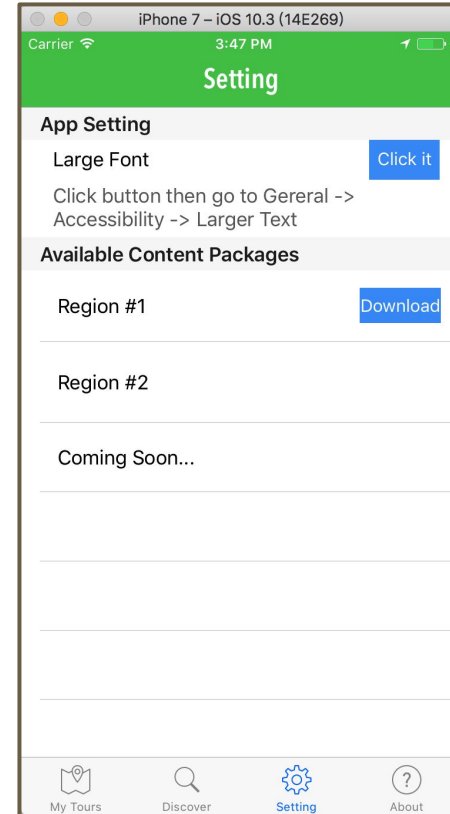 iPhone 7 – iOS 10.3 (14E269)
Carrier 3:47 PM
Setting
App Setting
Large Font Click it
Click button then go to Gereral ->
Accessibility -> Larger Text
Available Content Packages
Region #1 Download
Region #2
Coming Soon...
My Tours Discover Setting About